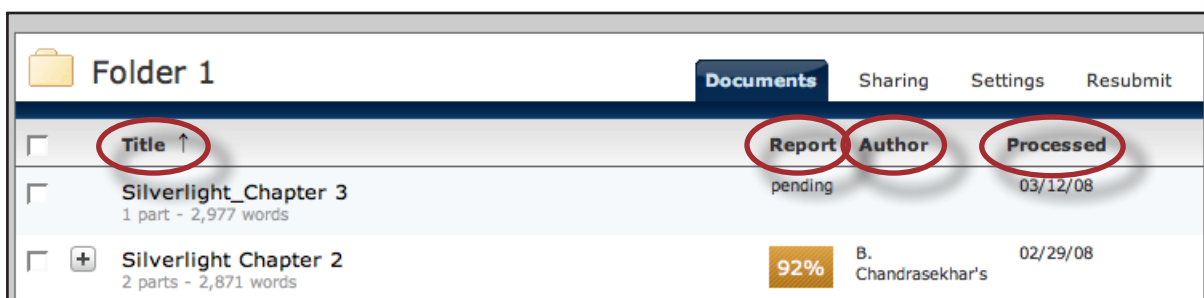 Folder 1
Documents Sharing Settings Resubmit
Title ↑ Report Author Processed
Silverlight_Chapter 3 pending 03/12/08
1 part - 2,977 words
Silverlight Chapter 2 92% B. Chandrasekhar's 02/29/08
2 parts - 2,871 words